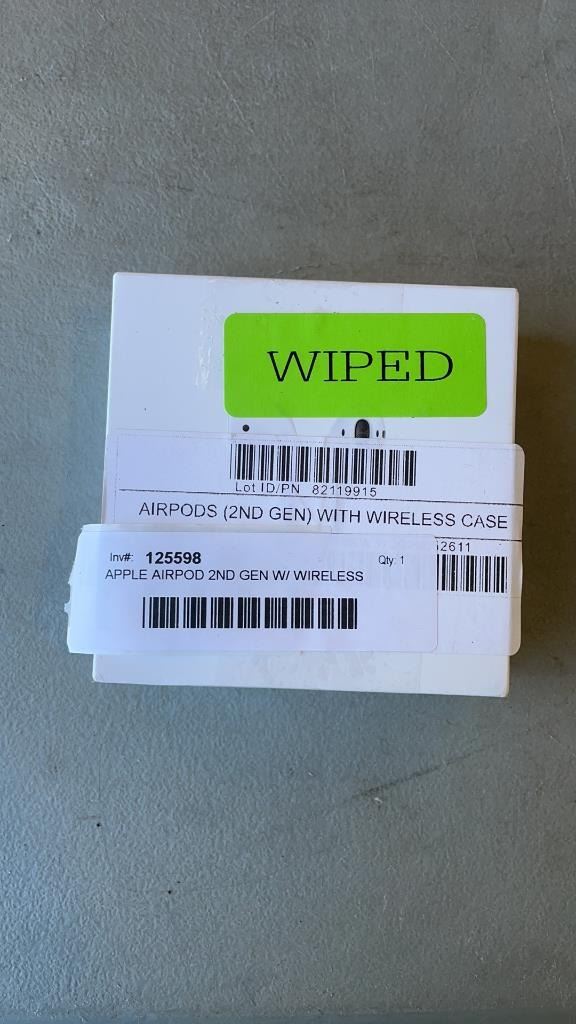 WIPED
Lot ID/PN 82119915
AIRPODS (2ND GEN) WITH WIRELESS CASE
2611
Inv#: 125598 Qty: 1
APPLE AIRPOD 2ND GEN W/ WIRELESS